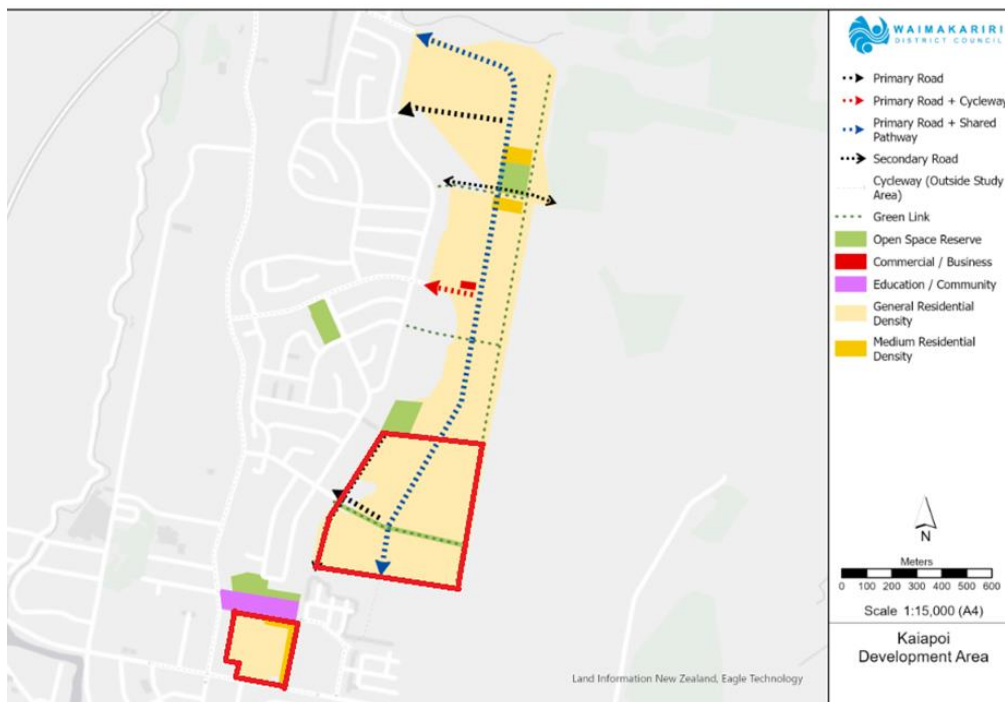 WAIMAKARIRI
DISTRICT COUNCIL
Primary Road
Primary Road + Cycleway
Primary Road + Shared
Pathway
Secondary Road
Cycleway (Outside Study
Area)
Green Link
Open Space Reserve
Commercial / Business
Education / Community
General Residential
Density
Medium Residential
Density
N
Meters
0 100 200 300 400 500 600
Scale 1:15,000 (A4)
Kaiapoi
Development Area
Land Information New Zealand, Eagle Technology